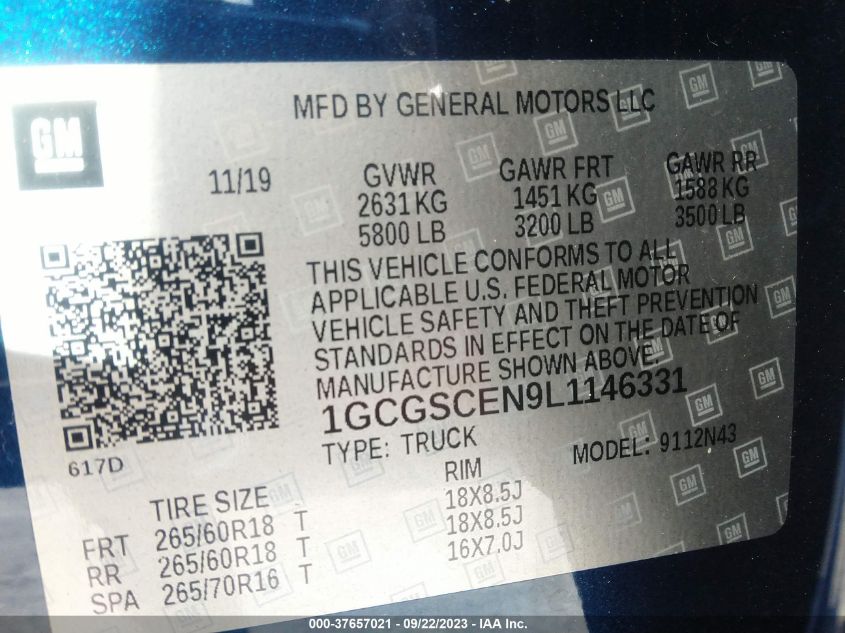 MFD BY GENERAL MOTORS LLC
GM
11/19
GVWR
2631 KG
5800 LB
GAWR FRT
1451 KG
3200 LB
GAWR RR
1588 KG
3500 LB
THIS VEHICLE CONFORMS TO ALL
APPLICABLE U.S. FEDERAL MOTOR
VEHICLE SAFETY AND THEFT PREVENTION
STANDARDS IN EFFECT ON THE DATE OF
MANUFACTURE SHOWN ABOVE.
1GCGSCEN9L1146331
TYPE: TRUCK
MODEL: 9112N43
617D
TIRE SIZE
RIM
FRT 265/60R18 T 18X8.5J
RR 265/60R18 T 18X8.5J
SPA 265/70R16 T 16X7.0J
000-37657021 - 09/22/2023 - IAA Inc.